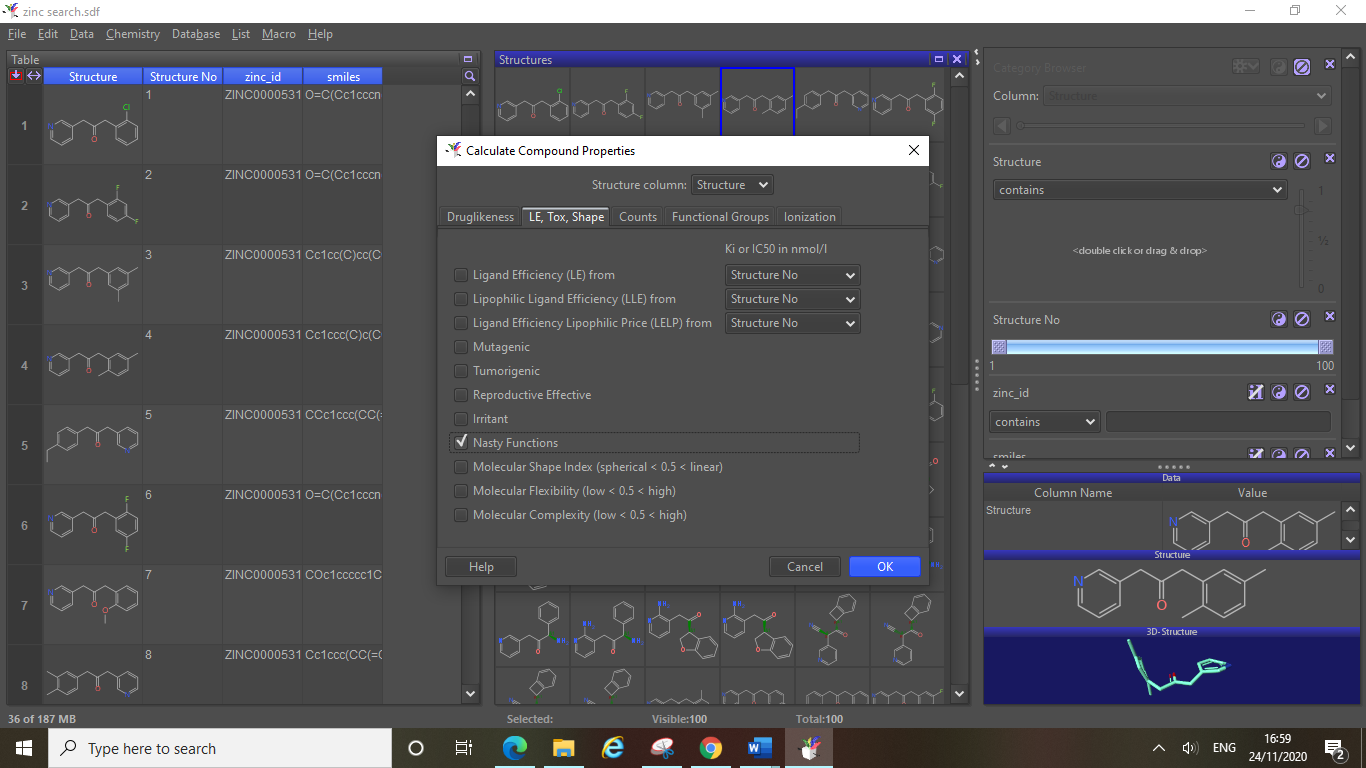 zinc search.sdf
File Edit Data Chemistry Database List Macro Help
Table
Structure Structure No zinc_id smiles
1 1 ZINC0000531 O=C(Cc1cccn
2 2 ZINC0000531 O=C(Cc1cccn
3 3 ZINC0000531 Cc1cc(C)cc(C
4 4 ZINC0000531 Cc1ccc(C)c(C
5 5 ZINC0000531 CCc1ccc(CC(=
6 6 ZINC0000531 O=C(Cc1cccn
7 7 ZINC0000531 COc1ccccc1C
8 8 ZINC0000531 Cc1ccc(CC(=O
Structures
Calculate Compound Properties
Structure column: Structure
Druglikeness LE, Tox, Shape Counts Functional Groups Ionization
Ki or IC50 in nmol/l
Ligand Efficiency (LE) from Structure No
Lipophilic Ligand Efficiency (LLE) from Structure No
Ligand Efficiency Lipophilic Price (LELP) from Structure No
Mutagenic
Tumorigenic
Reproductive Effective
Irritant
Nasty Functions
Molecular Shape Index (spherical < 0.5 < linear)
Molecular Flexibility (low < 0.5 < high)
Molecular Complexity (low < 0.5 < high)
Help Cancel OK
Category Browser
Column: Structure
Structure
contains
1
½
0
<double click or drag & drop>
Structure No
1 100
zinc_id
contains
smiles
Data
Column Name Value
Structure
Structure
3D-Structure
36 of 187 MB Selected: Visible:100 Total:100
Type here to search
ENG
16:59
24/11/2020
2